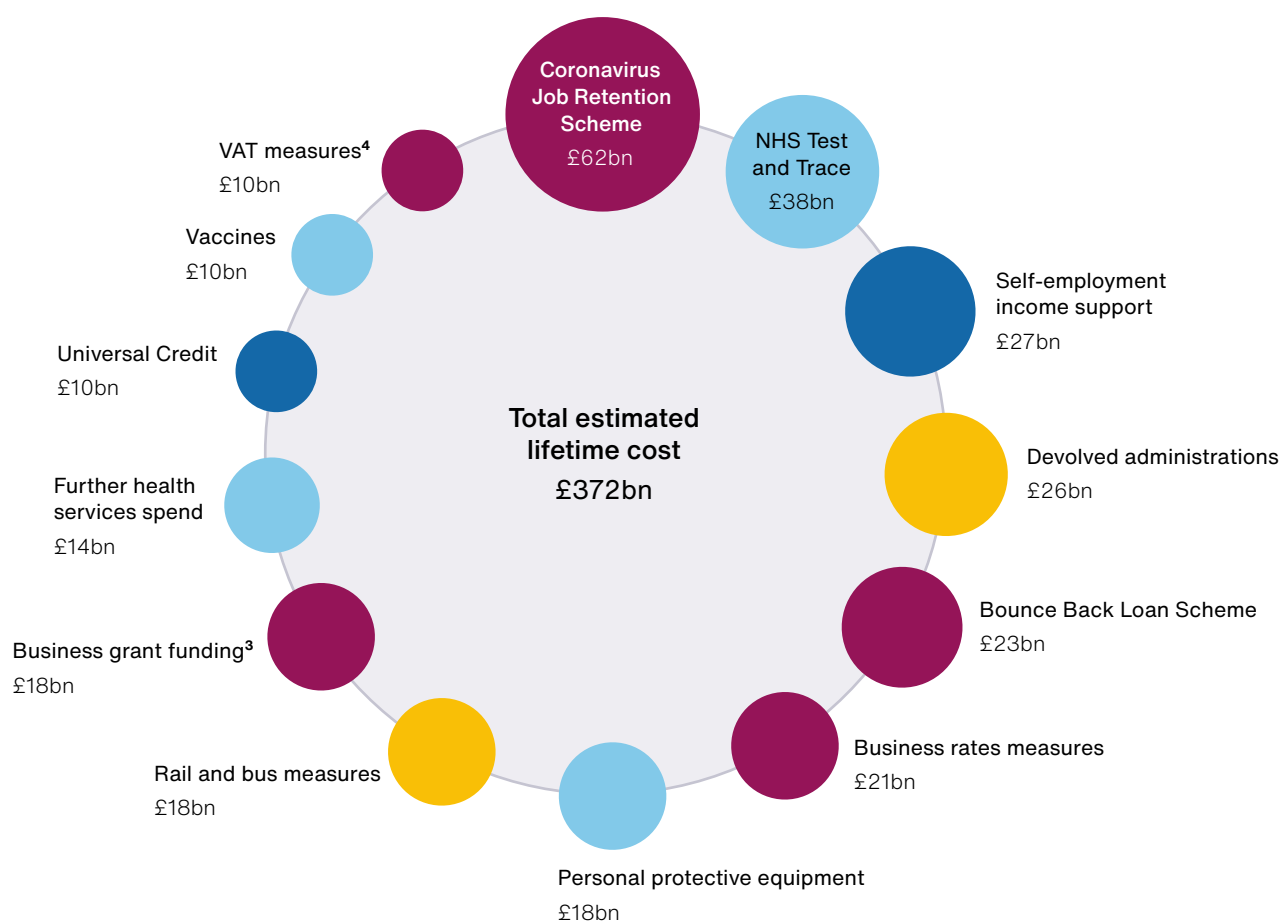 Coronavirus
Job Retention
Scheme
£62bn
NHS Test
and Trace
£38bn
Self-employment
income support
£27bn
Devolved administrations
£26bn
Bounce Back Loan Scheme
£23bn
Business rates measures
£21bn
Personal protective equipment
£18bn
Rail and bus measures
£18bn
Business grant funding³
£18bn
Further health
services spend
£14bn
Universal Credit
£10bn
Vaccines
£10bn
VAT measures⁴
£10bn
Total estimated
lifetime cost
£372bn